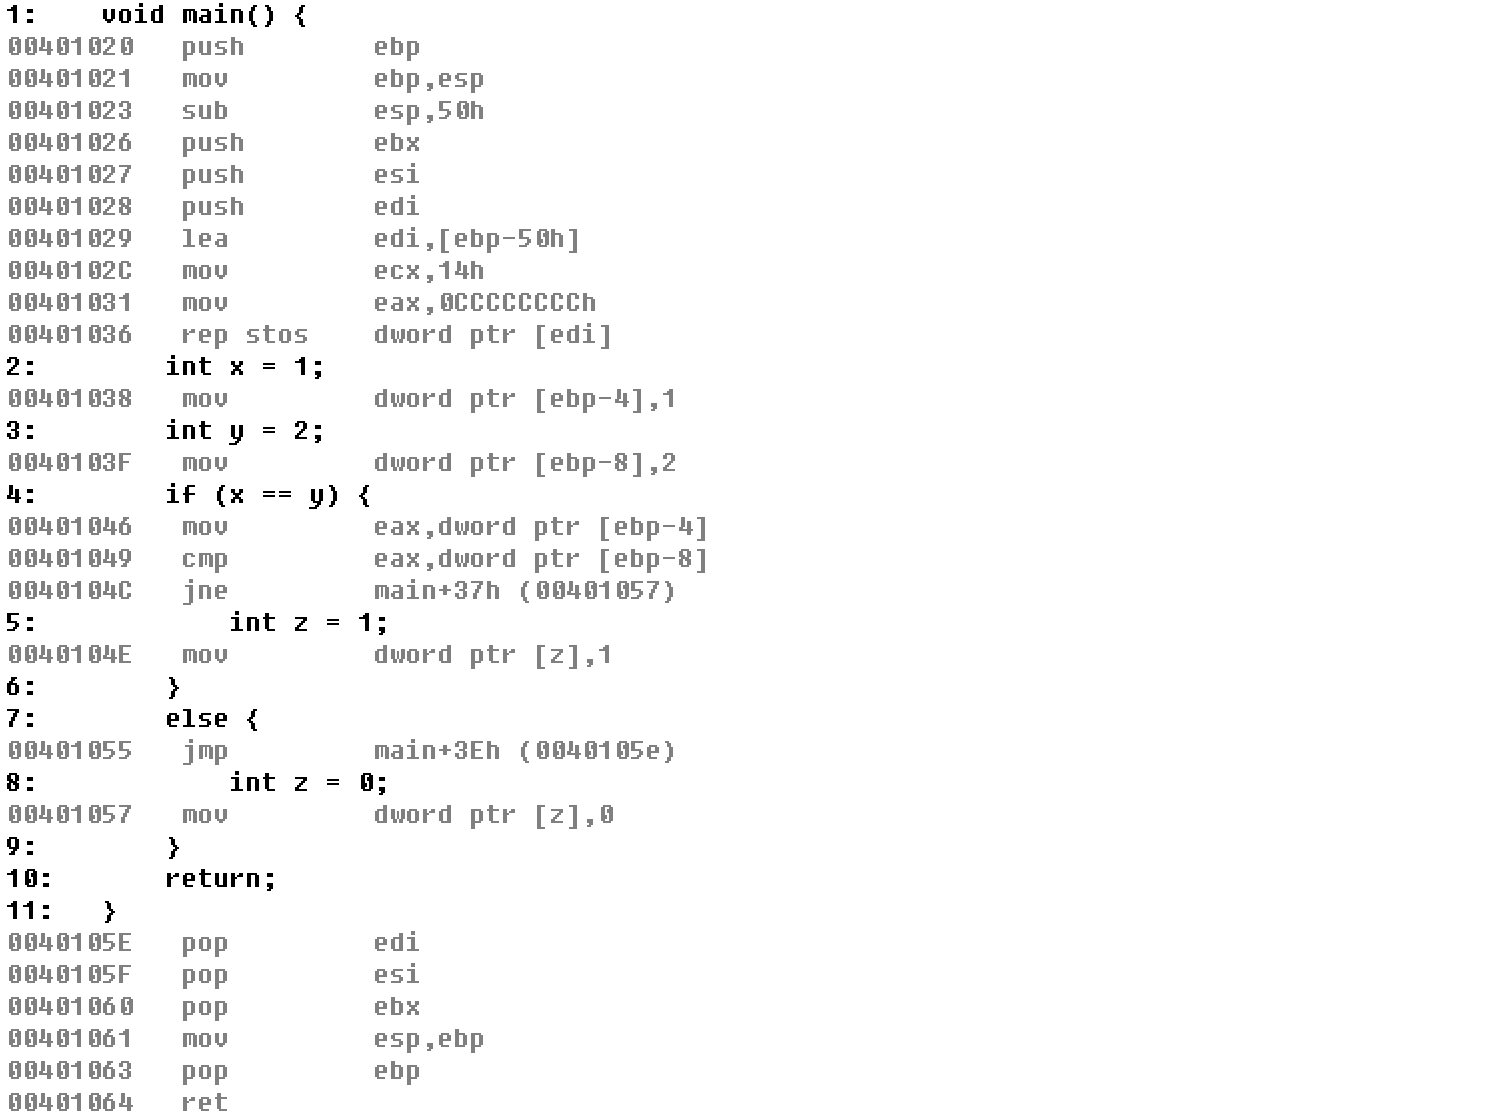 1:    void main() {
00401020   push        ebp
00401021   mov         ebp,esp
00401023   sub         esp,50h
00401026   push        ebx
00401027   push        esi
00401028   push        edi
00401029   lea         edi,[ebp-50h]
0040102C   mov         ecx,14h
00401031   mov         eax,0CCCCCCCCh
00401036   rep stos    dword ptr [edi]
2:        int x = 1;
00401038   mov         dword ptr [ebp-4],1
3:        int y = 2;
0040103F   mov         dword ptr [ebp-8],2
4:        if (x == y) {
00401046   mov         eax,dword ptr [ebp-4]
00401049   cmp         eax,dword ptr [ebp-8]
0040104C   jne         main+37h (00401057)
5:            int z = 1;
0040104E   mov         dword ptr [z],1
6:        }
7:        else {
00401055   jmp         main+3Eh (0040105e)
8:            int z = 0;
00401057   mov         dword ptr [z],0
9:        }
10:       return;
11:   }
0040105E   pop         edi
0040105F   pop         esi
00401060   pop         ebx
00401061   mov         esp,ebp
00401063   pop         ebp
00401064   ret